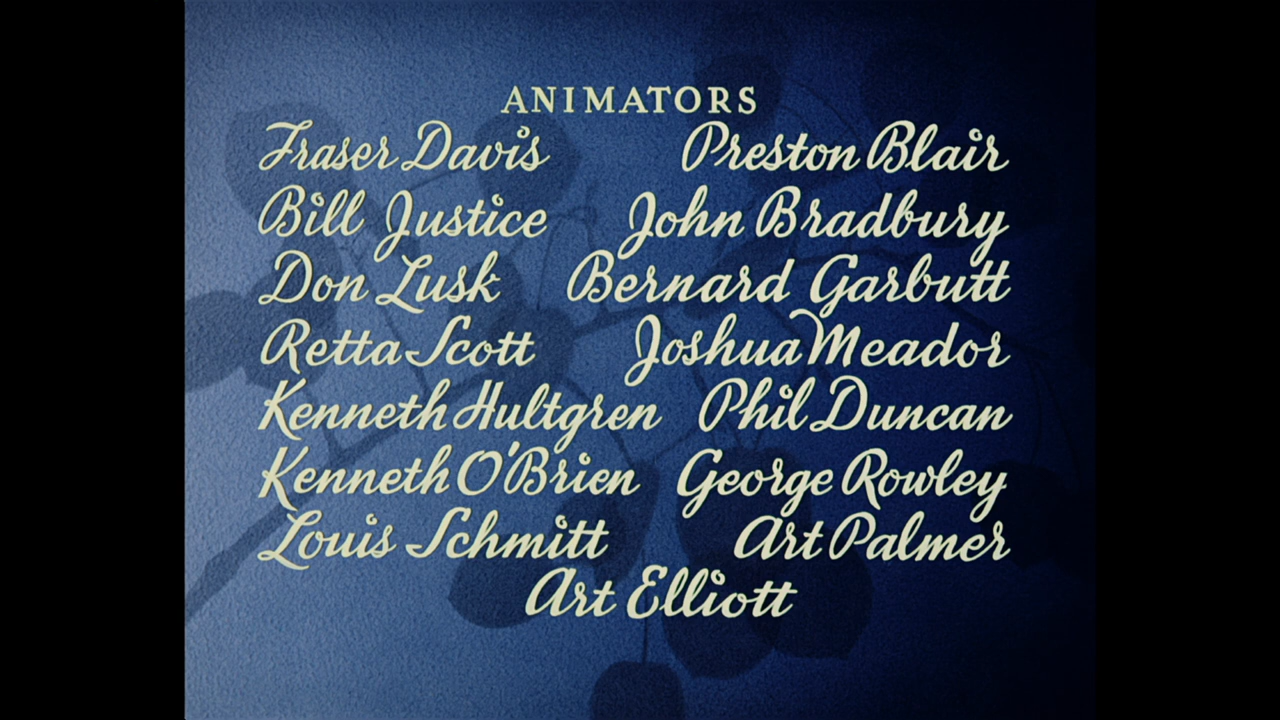 ANIMATORS
Fraser Davis Preston Blair
Bill Justice John Bradbury
Don Lusk Bernard Garbutt
Retta Scott Joshua Meador
Kenneth Hultgren Phil Duncan
Kenneth O'Brien George Rowley
Louis Schmitt Art Palmer
Art Elliott